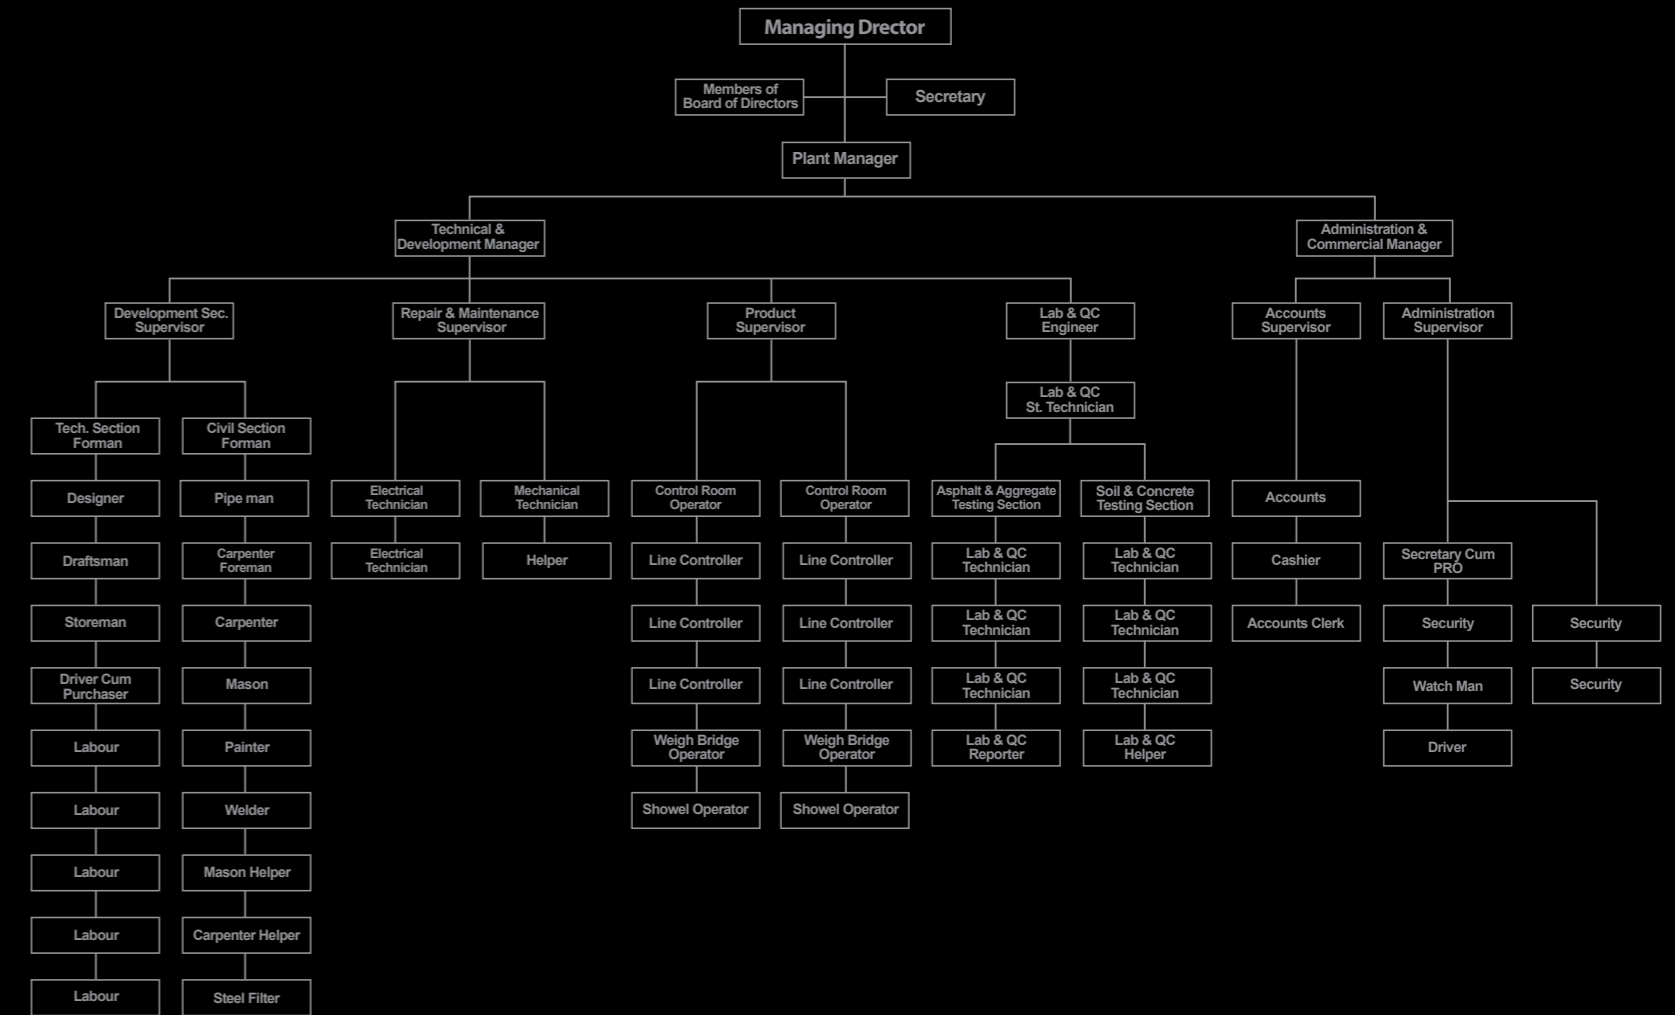 Managing Drector
Members of
Board of Directors
Secretary
Plant Manager
Technical &
Development Manager
Administration &
Commercial Manager
Development Sec.
Supervisor
Repair & Maintenance
Supervisor
Product
Supervisor
Lab & QC
Engineer
Accounts
Supervisor
Administration
Supervisor
Lab & QC
St. Technician
Tech. Section
Forman
Civil Section
Forman
Designer
Pipe man
Electrical
Technician
Mechanical
Technician
Control Room
Operator
Control Room
Operator
Asphalt & Aggregate
Testing Section
Soil & Concrete
Testing Section
Accounts
Draftsman
Carpenter
Foreman
Electrical
Technician
Helper
Line Controller
Line Controller
Lab & QC
Technician
Lab & QC
Technician
Cashier
Secretary Cum
PRO
Storeman
Carpenter
Line Controller
Line Controller
Lab & QC
Technician
Lab & QC
Technician
Accounts Clerk
Security
Security
Driver Cum
Purchaser
Mason
Line Controller
Line Controller
Lab & QC
Technician
Lab & QC
Technician
Watch Man
Security
Labour
Painter
Weigh Bridge
Operator
Weigh Bridge
Operator
Lab & QC
Reporter
Lab & QC
Helper
Driver
Labour
Welder
Showel Operator
Showel Operator
Labour
Mason Helper
Labour
Carpenter Helper
Labour
Steel Filter